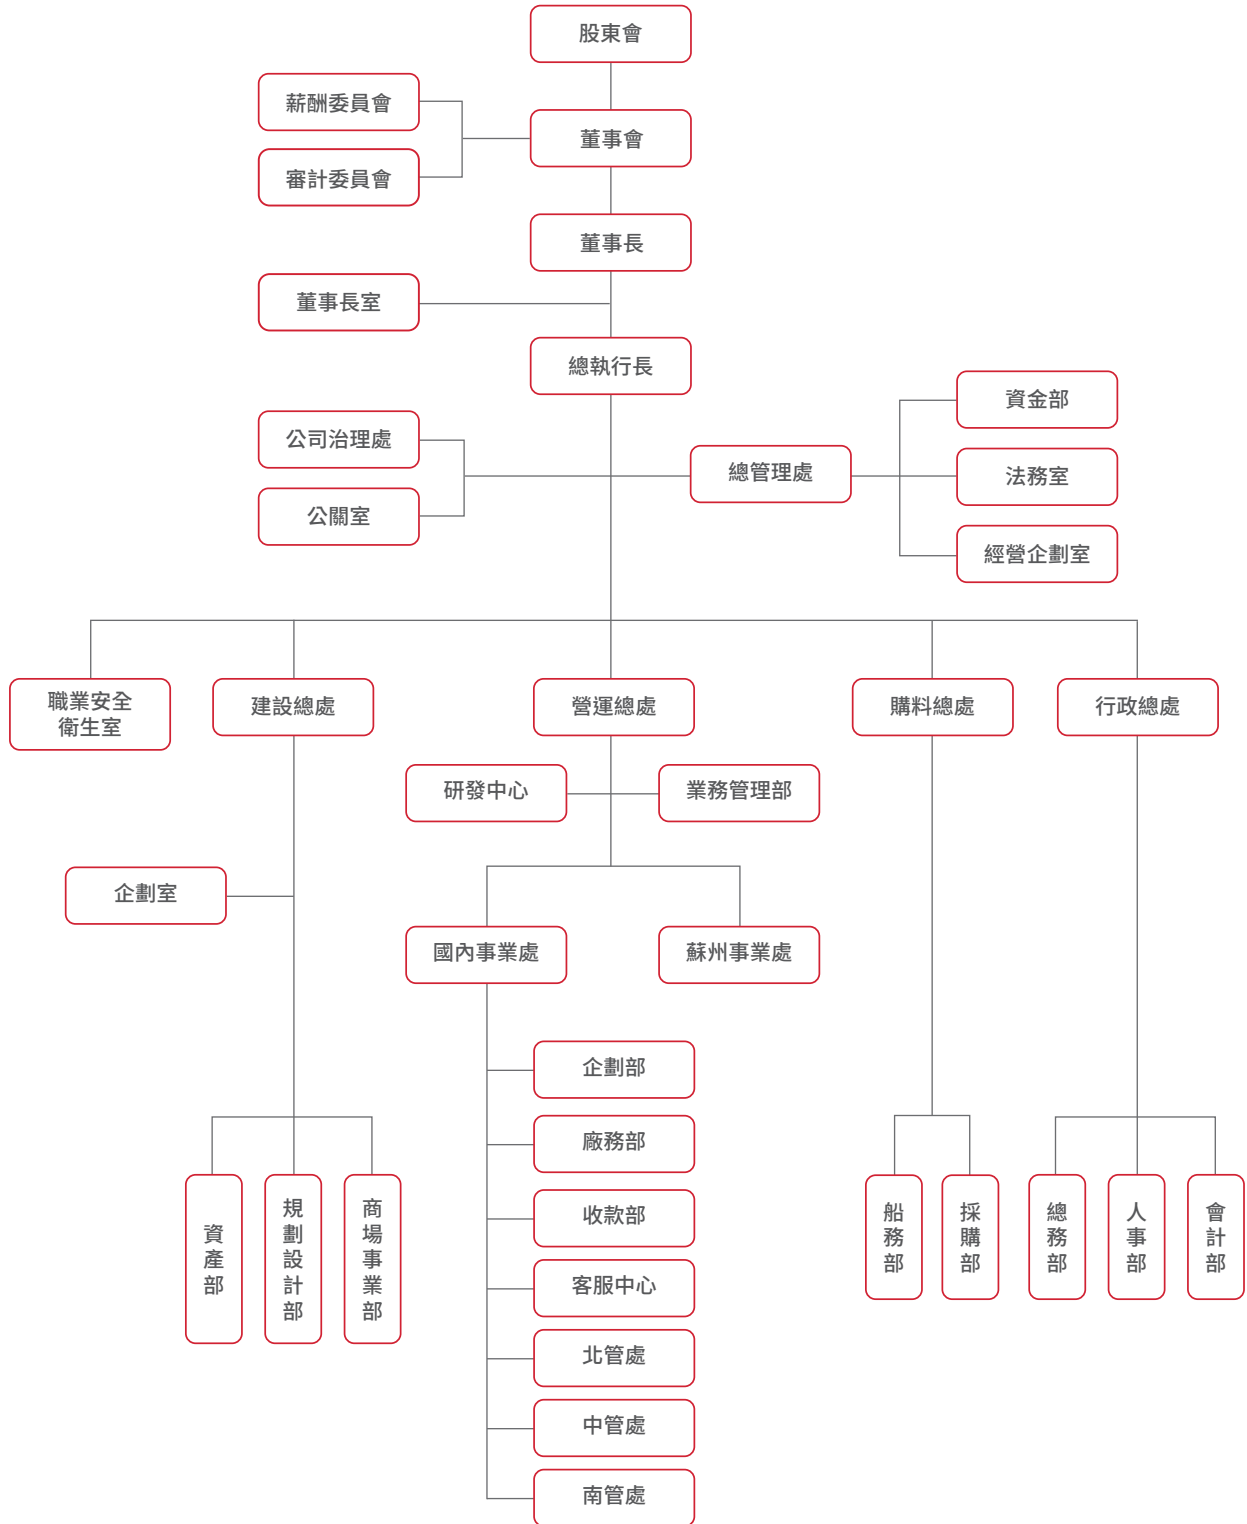 股東會
薪酬委員會
董事會
審計委員會
董事長
董事長室
總執行長
公司治理處
公關室
總管理處
資金部
法務室
經營企劃室
職業安全
衛生室
建設總處
營運總處
購料總處
行政總處
研發中心
業務管理部
企劃室
國內事業處
蘇州事業處
企劃部
廠務部
收款部
客服中心
北管處
中管處
南管處
資產部
規劃設計部
商場事業部
船務部
採購部
總務部
人事部
會計部